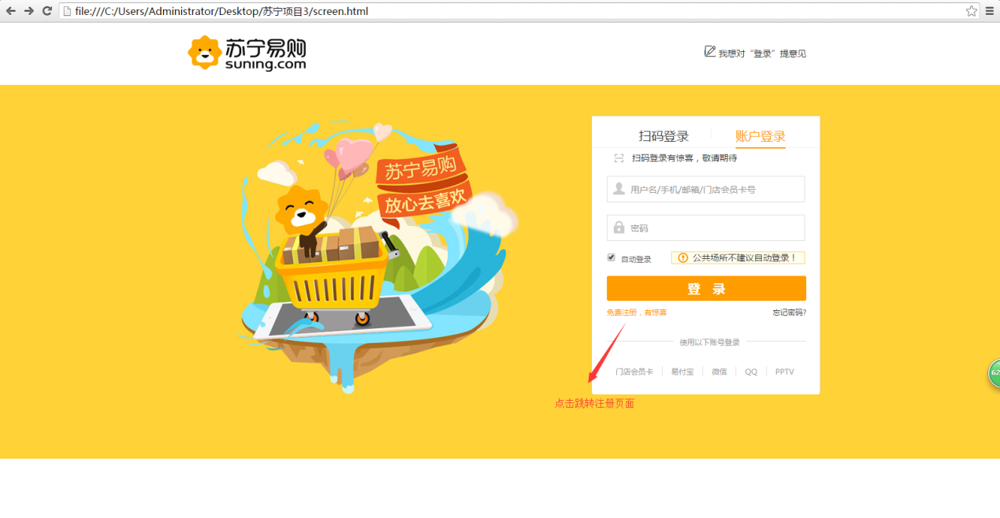 file:///C:/Users/Administrator/Desktop/苏宁项目3/screen.html
苏宁易购
suning.com
我想对“登录”提意见
苏宁易购
放心去喜欢
扫码登录
账户登录
扫码登录有惊喜，敬请期待
用户名/手机/邮箱/门店会员卡号
密码
自动登录
公共场所不建议自动登录！
登 录
免费注册，有惊喜
忘记密码?
使用以下账号登录
门店会员卡 易付宝 微信 QQ PPTV
点击跳转注册页面
62